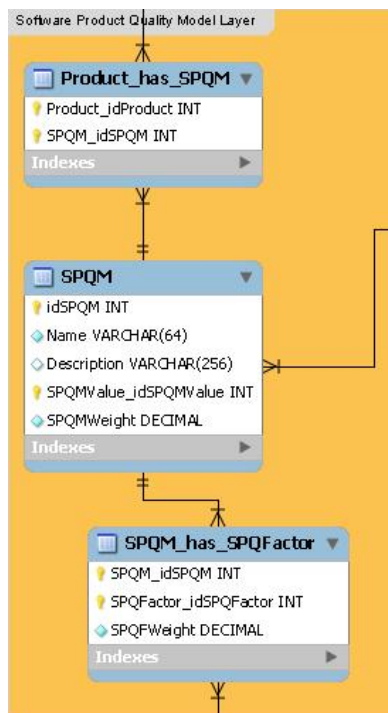 Software Product Quality Model Layer
Product_has_SPQM
Product_idProduct INT
SPQM_idSPQM INT
Indexes
SPQM
idSPQM INT
Name VARCHAR(64)
Description VARCHAR(256)
SPQMValue_idSPQMValue INT
SPQMWeight DECIMAL
Indexes
SPQM_has_SPQFactor
SPQM_idSPQM INT
SPQFactor_idSPQFactor INT
SPQFWeight DECIMAL
Indexes